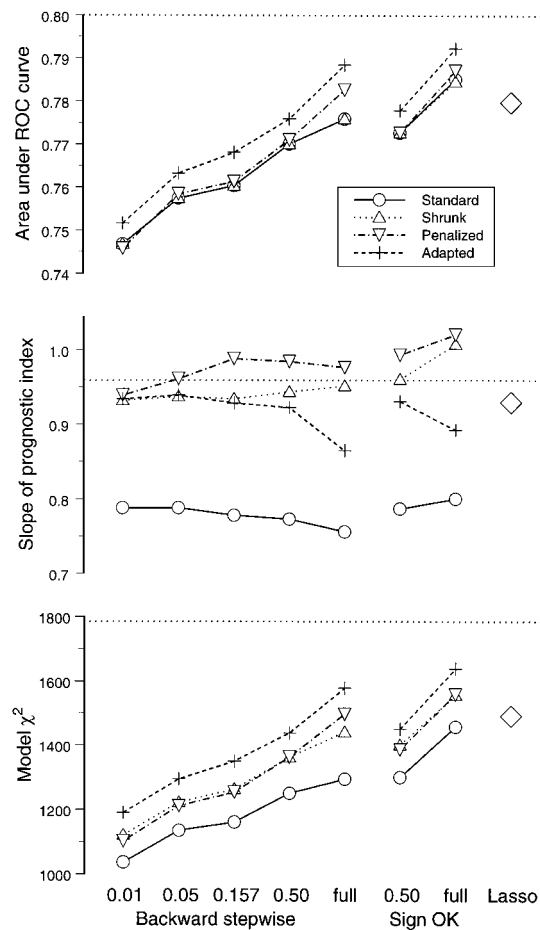 0.80
0.79
0.78
0.77
0.76
0.75
0.74
Area under ROC curve
Standard
Shrunk
Penalized
Adapted
1.0
0.9
0.8
0.7
Slope of prognostic index
1800
1600
1400
1200
1000
Model χ²
0.01 0.05 0.157 0.50 full 0.50 full Lasso
Backward stepwise Sign OK